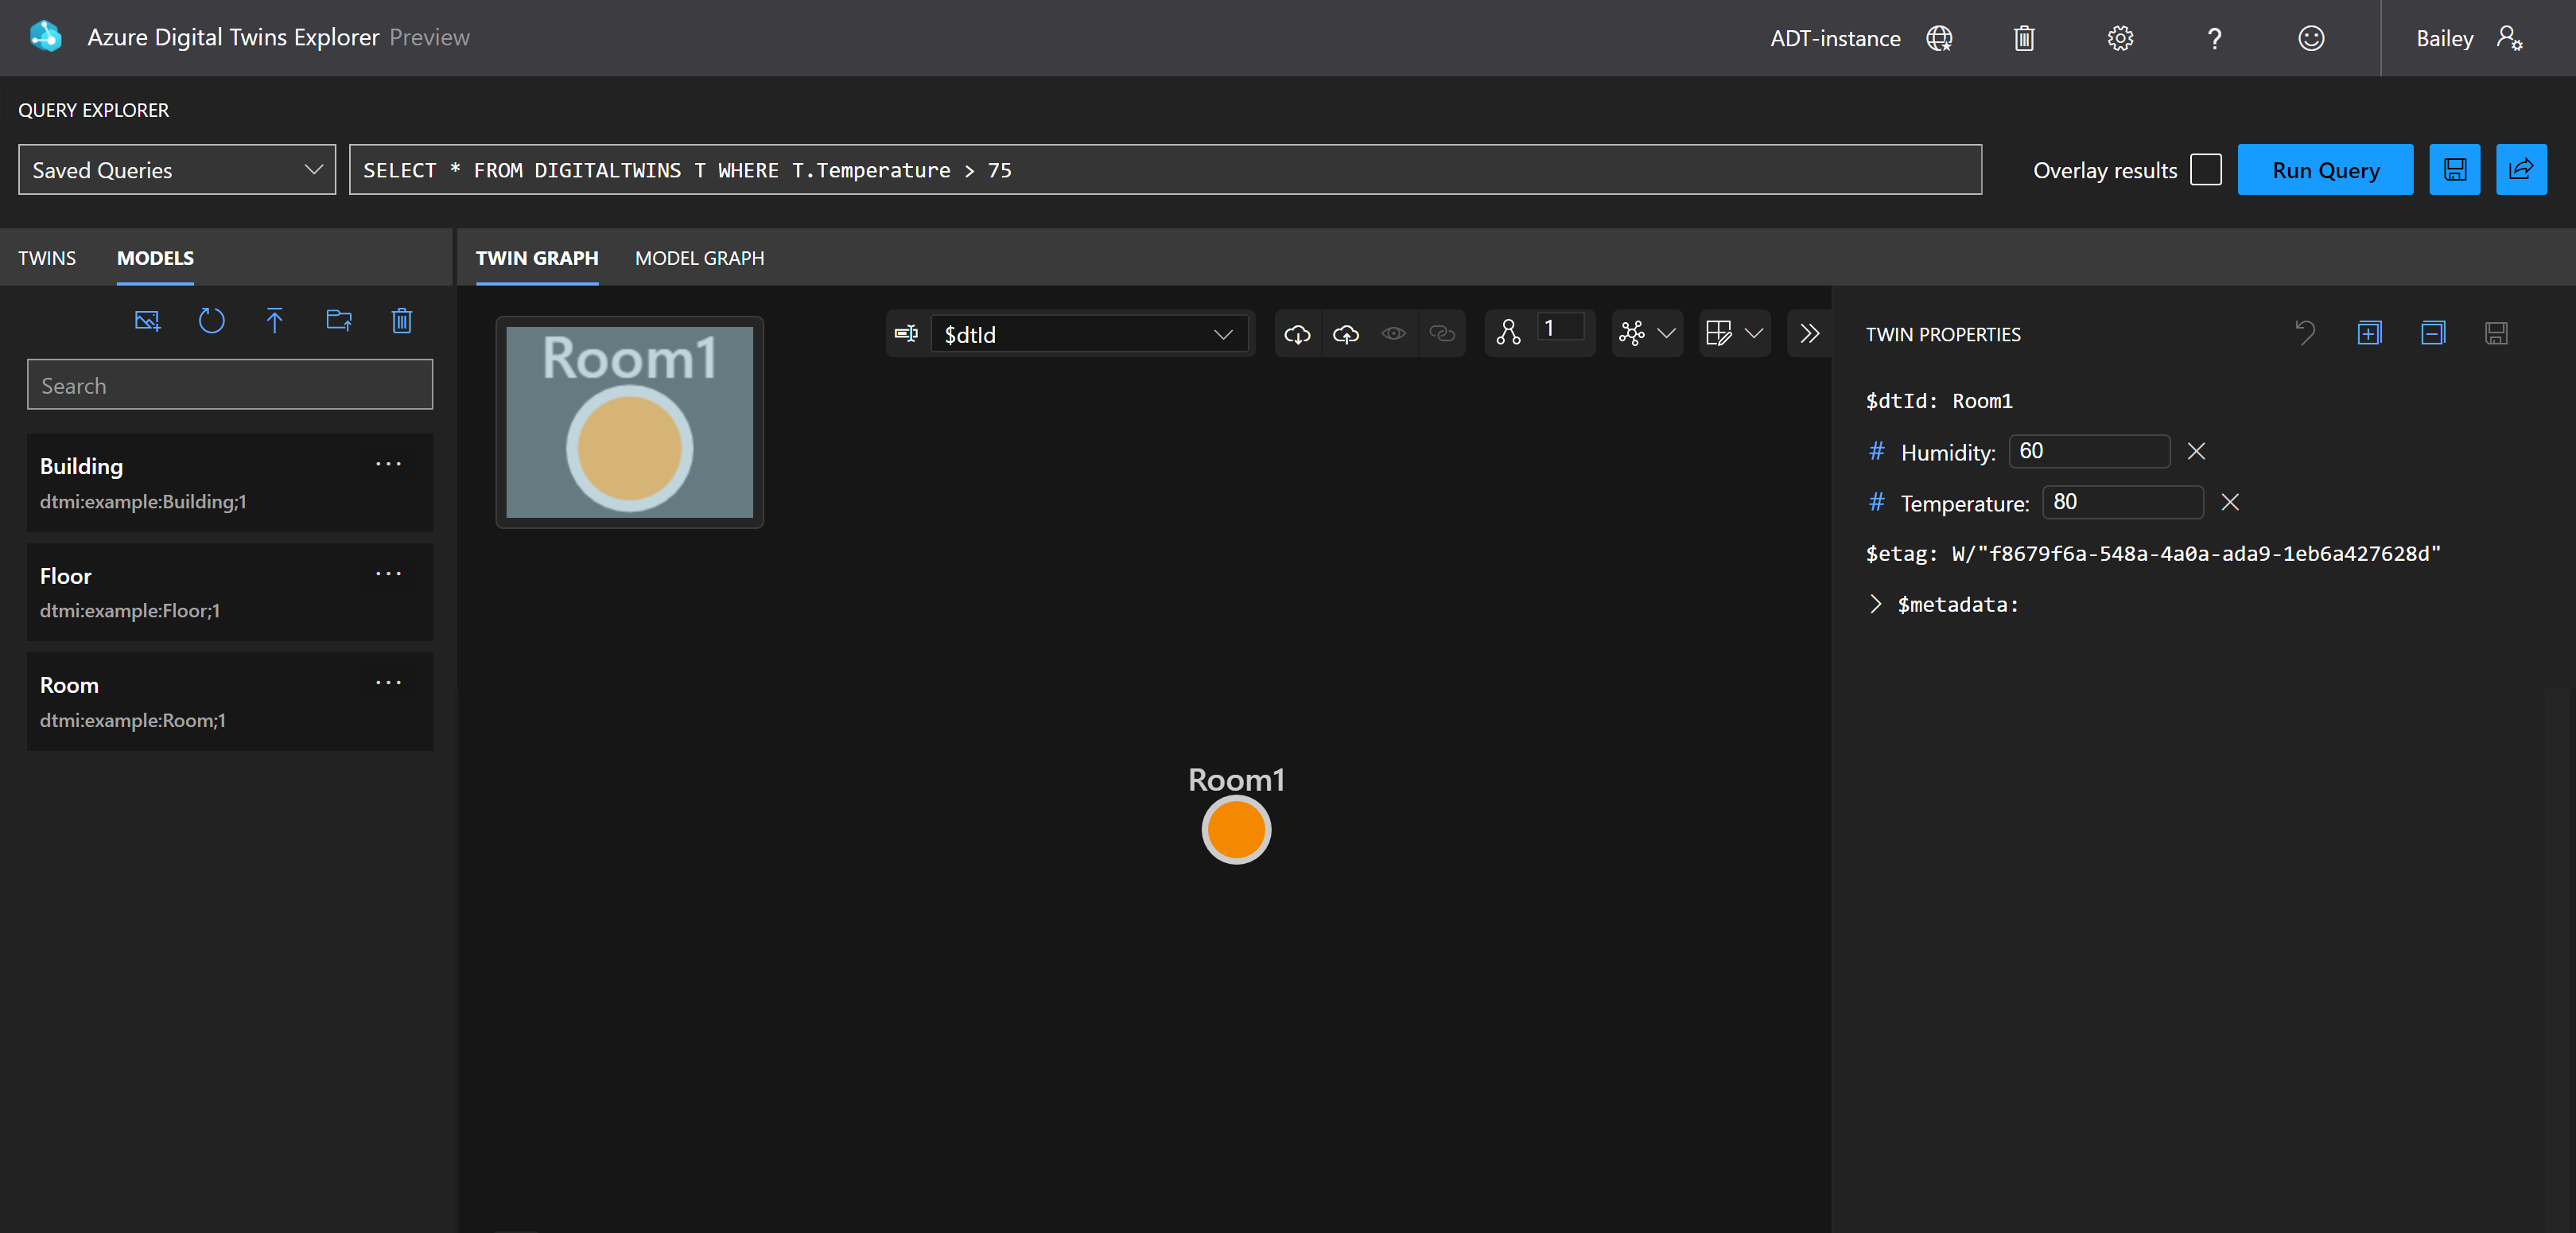 Azure Digital Twins Explorer Preview
ADT-instance
?
Bailey
QUERY EXPLORER
Saved Queries
SELECT * FROM DIGITALTWINS T WHERE T.Temperature > 75
Overlay results
Run Query
TWINS
MODELS
TWIN GRAPH
MODEL GRAPH
Search
Building
dtmi:example:Building;1
Floor
dtmi:example:Floor;1
Room
dtmi:example:Room;1
Room1
$dtId
1
Room1
TWIN PROPERTIES
$dtId: Room1
# Humidity: 60
# Temperature: 80
$etag: W/"f8679f6a-548a-4a0a-ada9-1eb6a427628d"
$metadata: